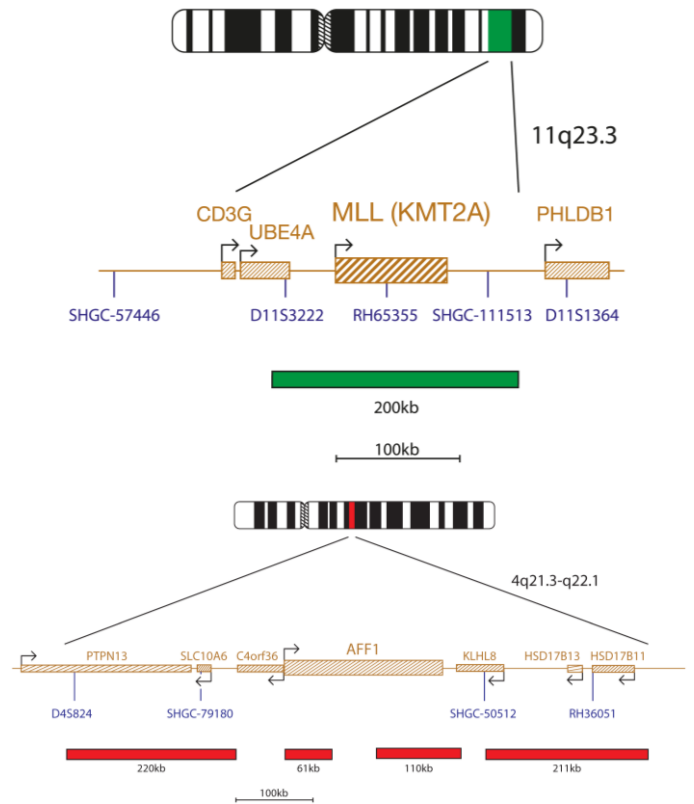 11q23.3
CD3G
UBE4A
MLL (KMT2A)
PHLDB1
SHGC-57446
D11S3222
RH65355
SHGC-111513
D11S1364
200kb
100kb
4q21.3-q22.1
PTPN13
SLC10A6
C4orf36
AFF1
KLHL8
HSD17B13
HSD17B11
D4S824
SHGC-79180
SHGC-50512
RH36051
220kb
61kb
110kb
211kb
100kb